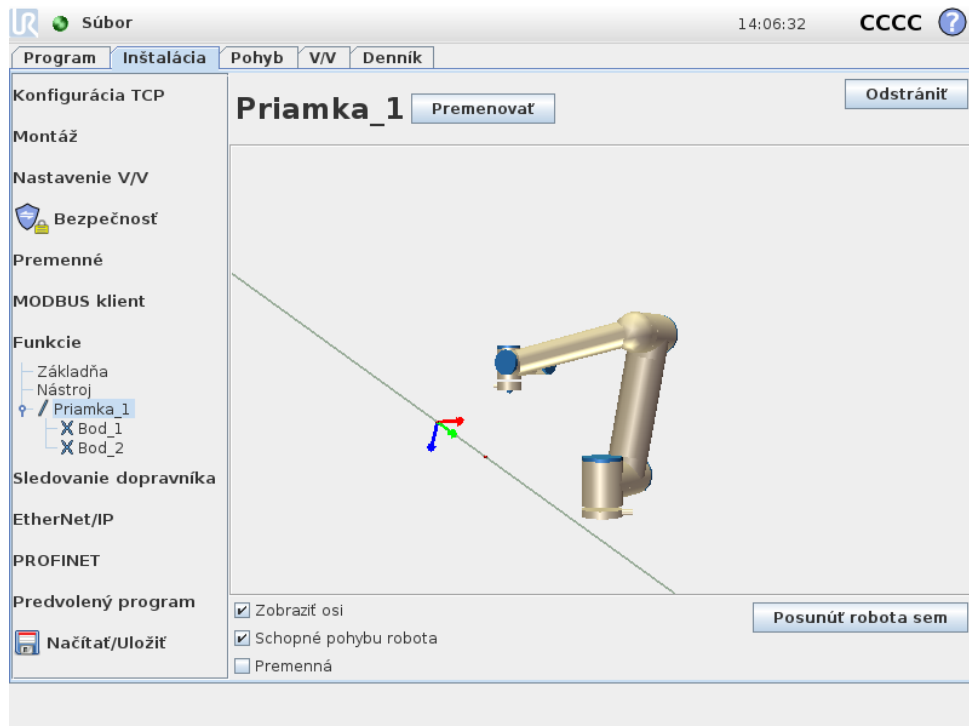 UR Súbor 14:06:32 CCCC ?
Program Inštalácia Pohyb V/V Denník
Konfigurácia TCP
Montáž
Nastavenie V/V
Bezpečnosť
Premenné
MODBUS klient
Funkcie
Základňa
Nástroj
Priamka_1
Bod_1
Bod_2
Sledovanie dopravníka
EtherNet/IP
PROFINET
Predvolený program
Načítať/Uložiť
Priamka_1 Premenovať Odstrániť
Zobraziť osi
Schopné pohybu robota
Premenná
Posunúť robota sem